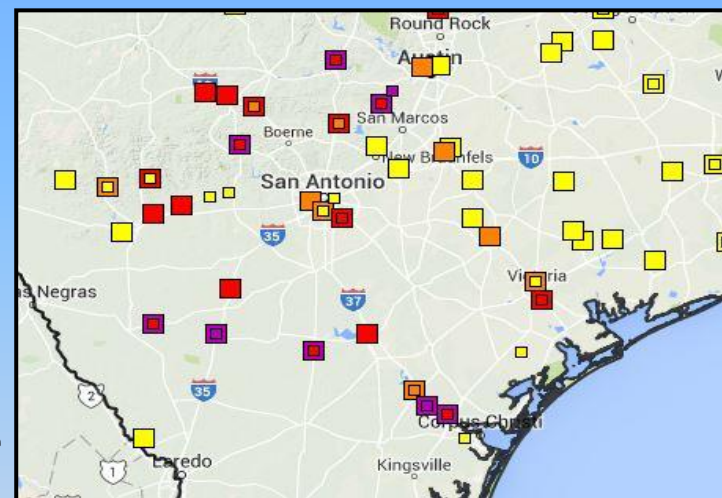 Round Rock
Austin
San Marcos
Boerne
New Braunfels
10
San Antonio
35
Victoria
as Negras
37
2
35
Corpus Christi
Laredo
1
Kingsville